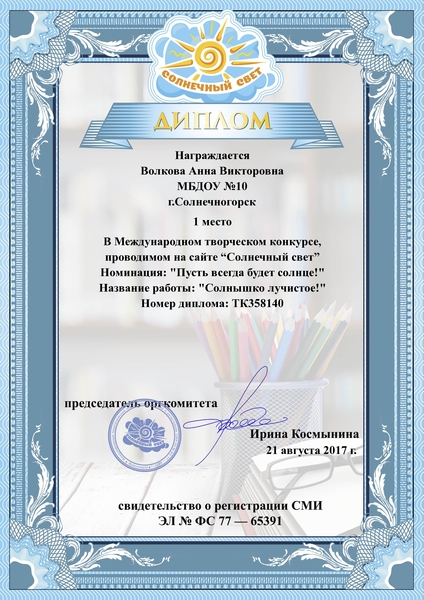 СОЛНЕЧНЫЙ СВЕТ
ДИПЛОМ
Награждается
Волкова Анна Викторовна
МБДОУ №10
г.Солнечногорск
1 место
В Международном творческом конкурсе,
проводимом на сайте “Солнечный свет”
Номинация: "Пусть всегда будет солнце!"
Название работы: "Солнышко лучистое!"
Номер диплома: ТК358140
председатель оргкомитета
Ирина Космынина
21 августа 2017 г.
свидетельство о регистрации СМИ
ЭЛ № ФС 77 — 65391